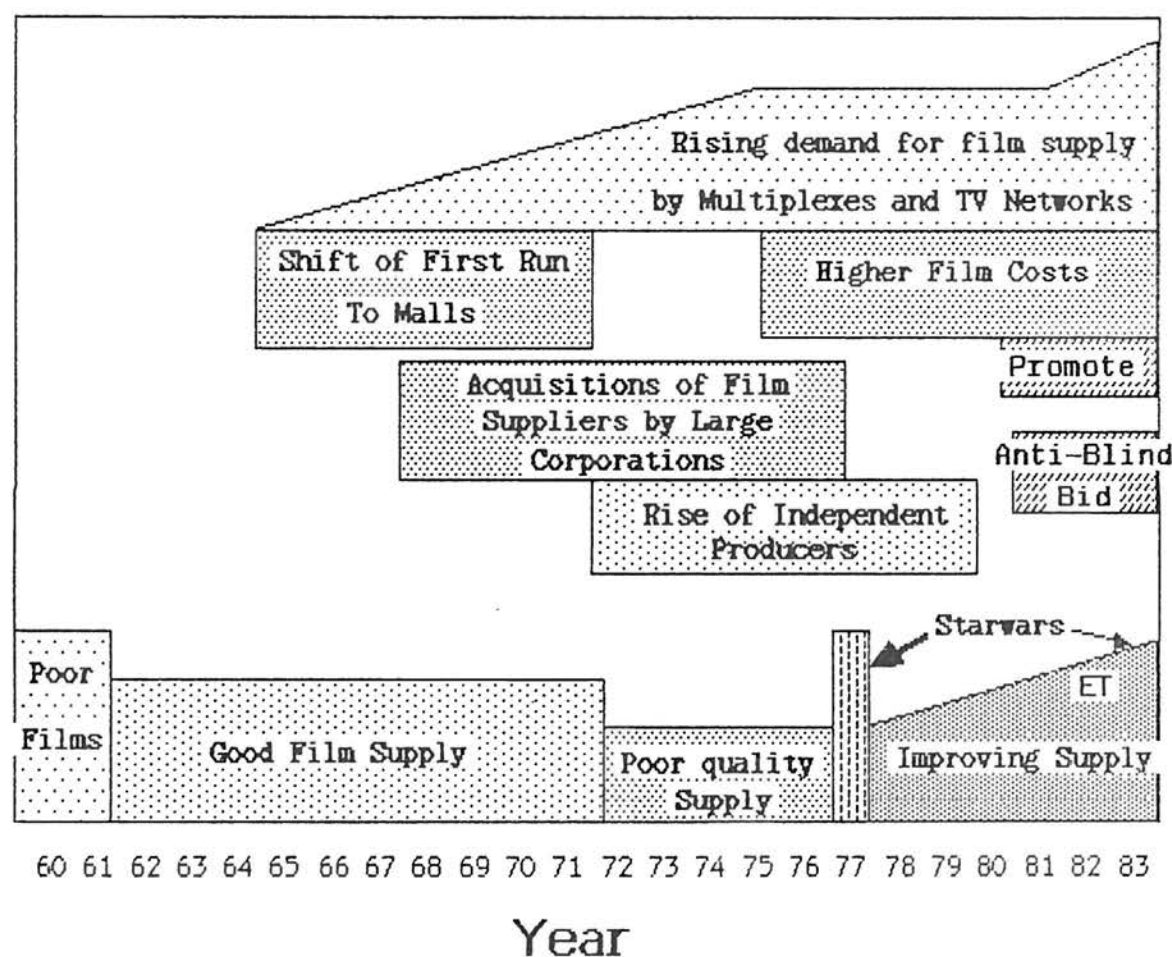 Rising demand for film supply
by Multiplexes and TV Networks
Shift of First Run
To Malls
Higher Film Costs
Promote
Acquisitions of Film
Suppliers by Large
Corporations
Anti-Blind
Bid
Rise of Independent
Producers
Starwars
Poor
Films
ET
Good Film Supply
Poor quality
Supply
Improving Supply
60 61 62 63 64 65 66 67 68 69 70 71 72 73 74 75 76 77 78 79 80 81 82 83
Year